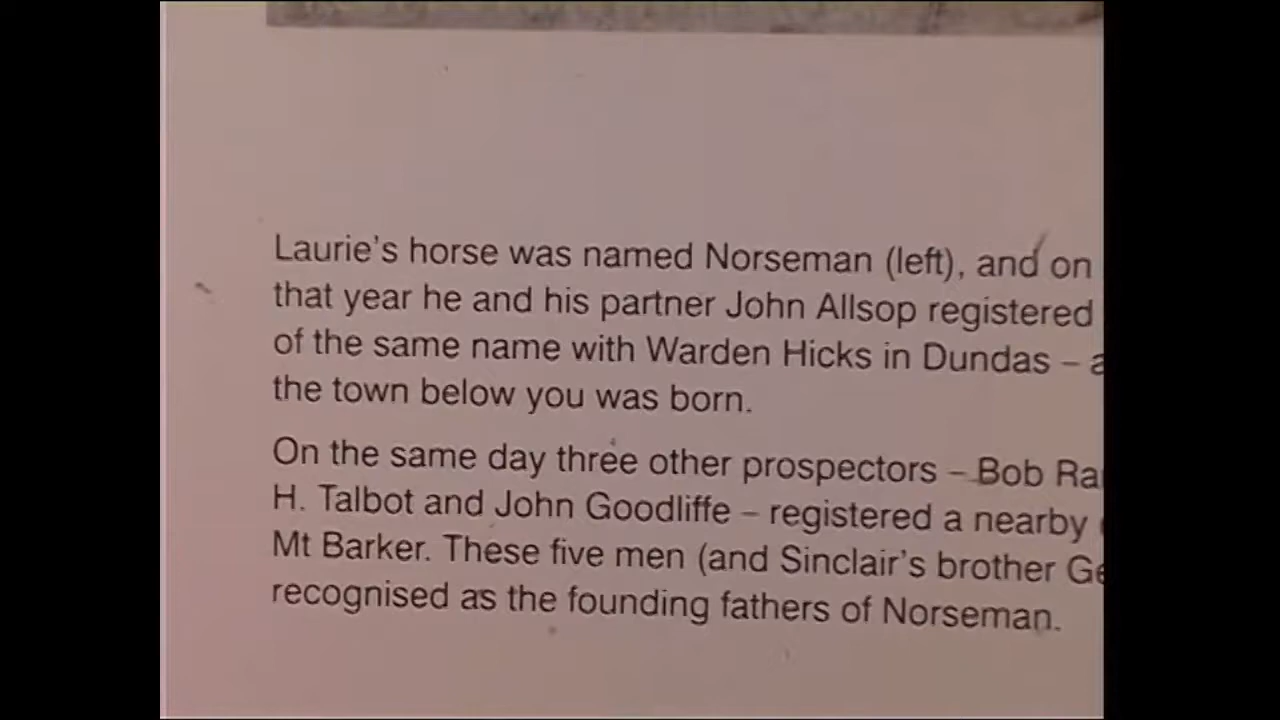 Laurie's horse was named Norseman (left), and on
that year he and his partner John Allsop registered
of the same name with Warden Hicks in Dundas –
the town below you was born.
On the same day three other prospectors – Bob
H. Talbot and John Goodliffe – registered a nearby
Mt Barker. These five men (and Sinclair's brother
recognised as the founding fathers of Norseman.